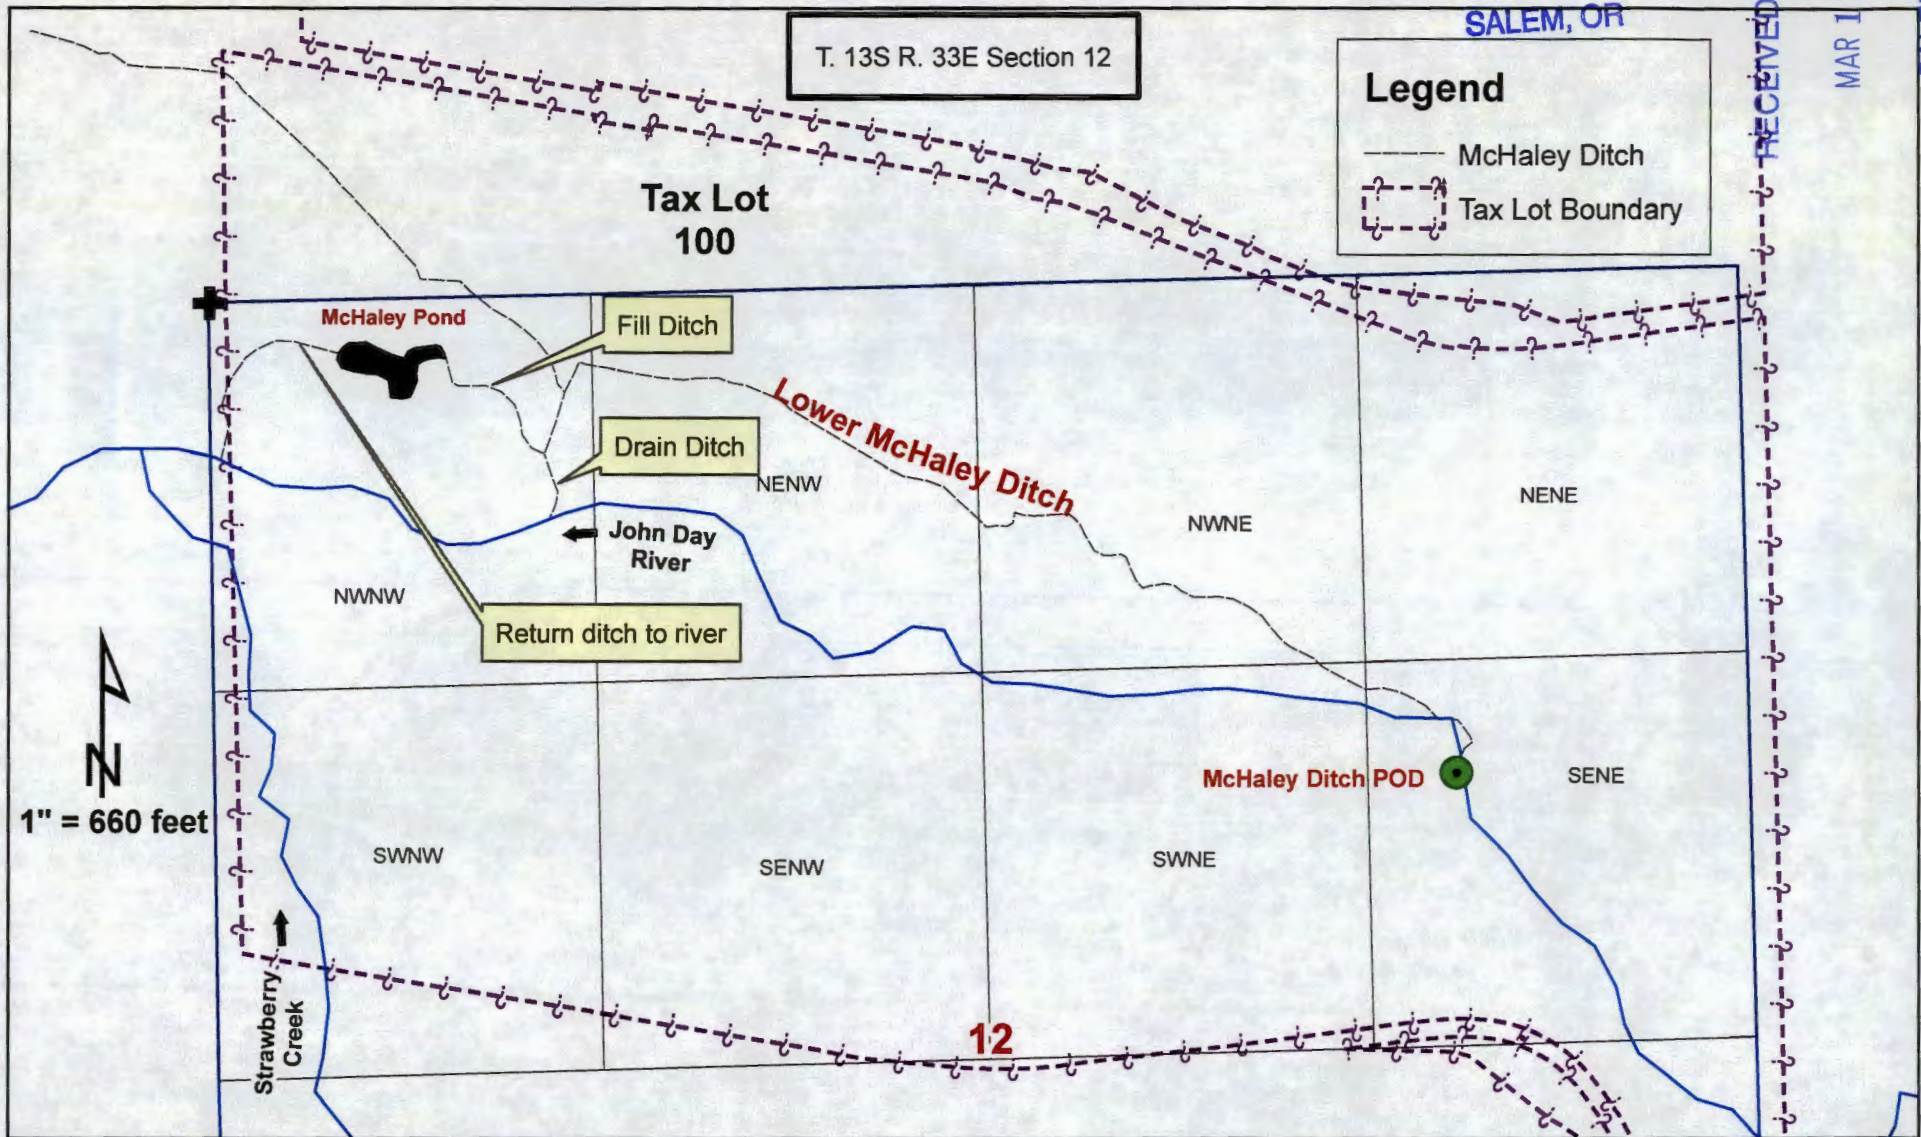 SALEM, OR
RECEIVED
MAR 1
T. 13S R. 33E Section 12
Legend
McHaley Ditch
Tax Lot Boundary
Tax Lot
100
McHaley Pond
Fill Ditch
Drain Ditch
Lower McHaley Ditch
NENW
NWNE
NENE
John Day
River
NWNW
Return ditch to river
McHaley Ditch POD
SENE
N
1" = 660 feet
SWNW
SENW
SWNE
Strawberry
Creek
12